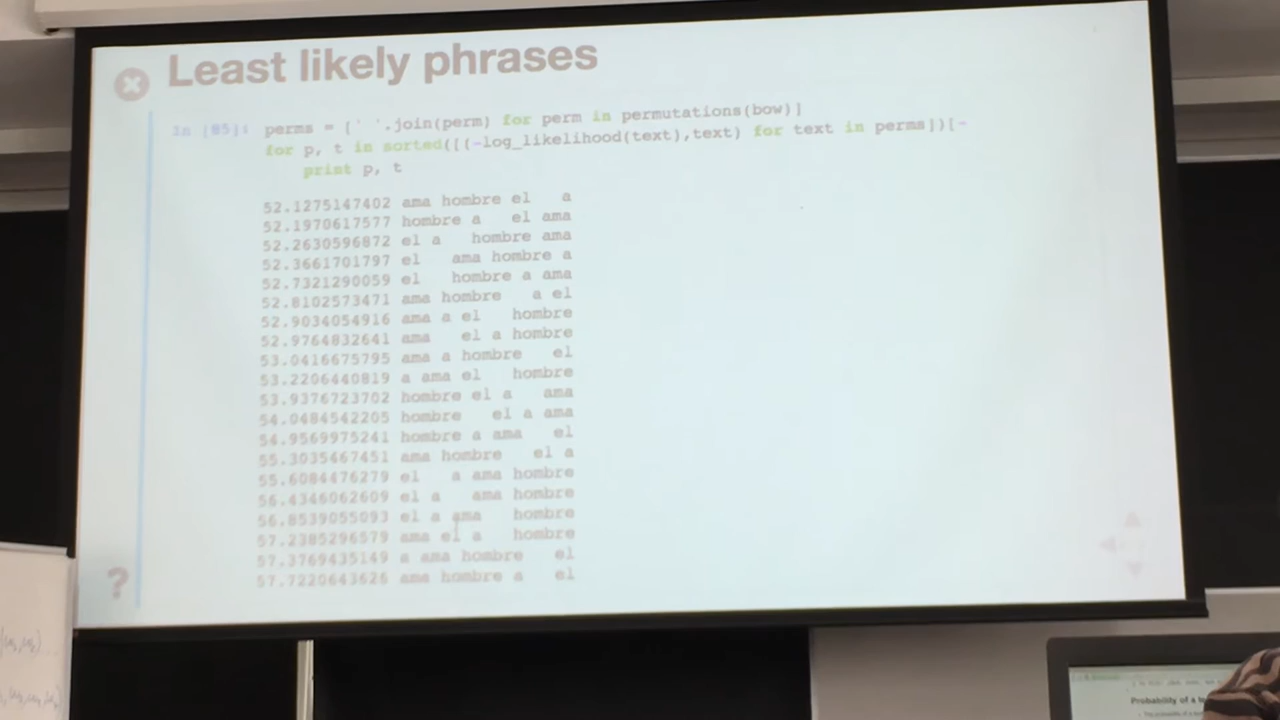 Least likely phrases
In [85]: perms = [' '.join(perm) for perm in permutations(bow)]
for p, t in sorted([(-log_likelihood(text),text) for text in perms])[-
print p, t
52.1275147402 ama hombre el   a
52.1970617577 hombre a   el ama
52.2630596872 el a   hombre ama
52.3661701797 el   ama hombre a
52.7321290059 el   hombre a ama
52.8102573471 ama hombre   a el
52.9034054916 ama a el   hombre
52.9764832641 ama   el a hombre
53.0416675795 ama a hombre   el
53.2206440819 a ama el   hombre
53.9376723702 hombre el a   ama
54.0484542205 hombre   el a ama
54.9569975241 hombre a ama   el
55.3035467451 ama hombre   el a
55.6084476279 el   a ama hombre
56.4346062609 el a   ama hombre
56.8539055093 el a ama   hombre
57.2385296579 ama el a   hombre
57.3769435149 a ama hombre   el
57.7220643626 ama hombre a   el
?
Probability of a